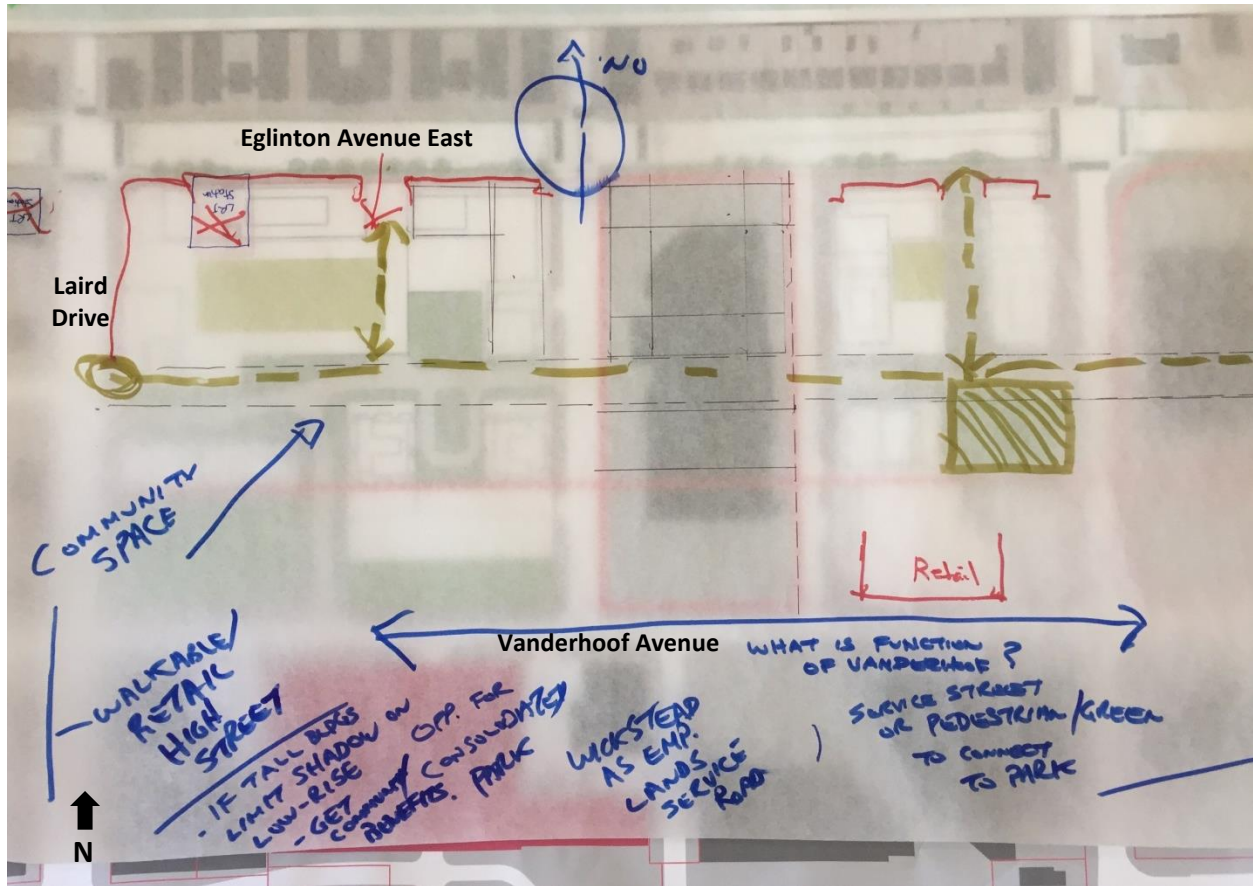 NO
Eglinton Avenue East
LRT
Station
LRT
Station
Laird
Drive
COMMUNITY
SPACE
Retail
Vanderhoof Avenue
WHAT IS FUNCTION
OF VANDERHOOF ?
SERVICE STREET
OR PEDESTRIAN/GREEN
TO CONNECT
TO PARK
WALKABLE/
RETAIL
HIGH
STREET
- IF TALL BLDGS
LIMIT SHADOW ON
LOW-RISE
- GET
COMMUNITY
BENEFITS.
OPP. FOR
CONSOLIDATED
PARK
WICKSTEAD
AS EMP.
LANDS
SERVICE
ROAD
N